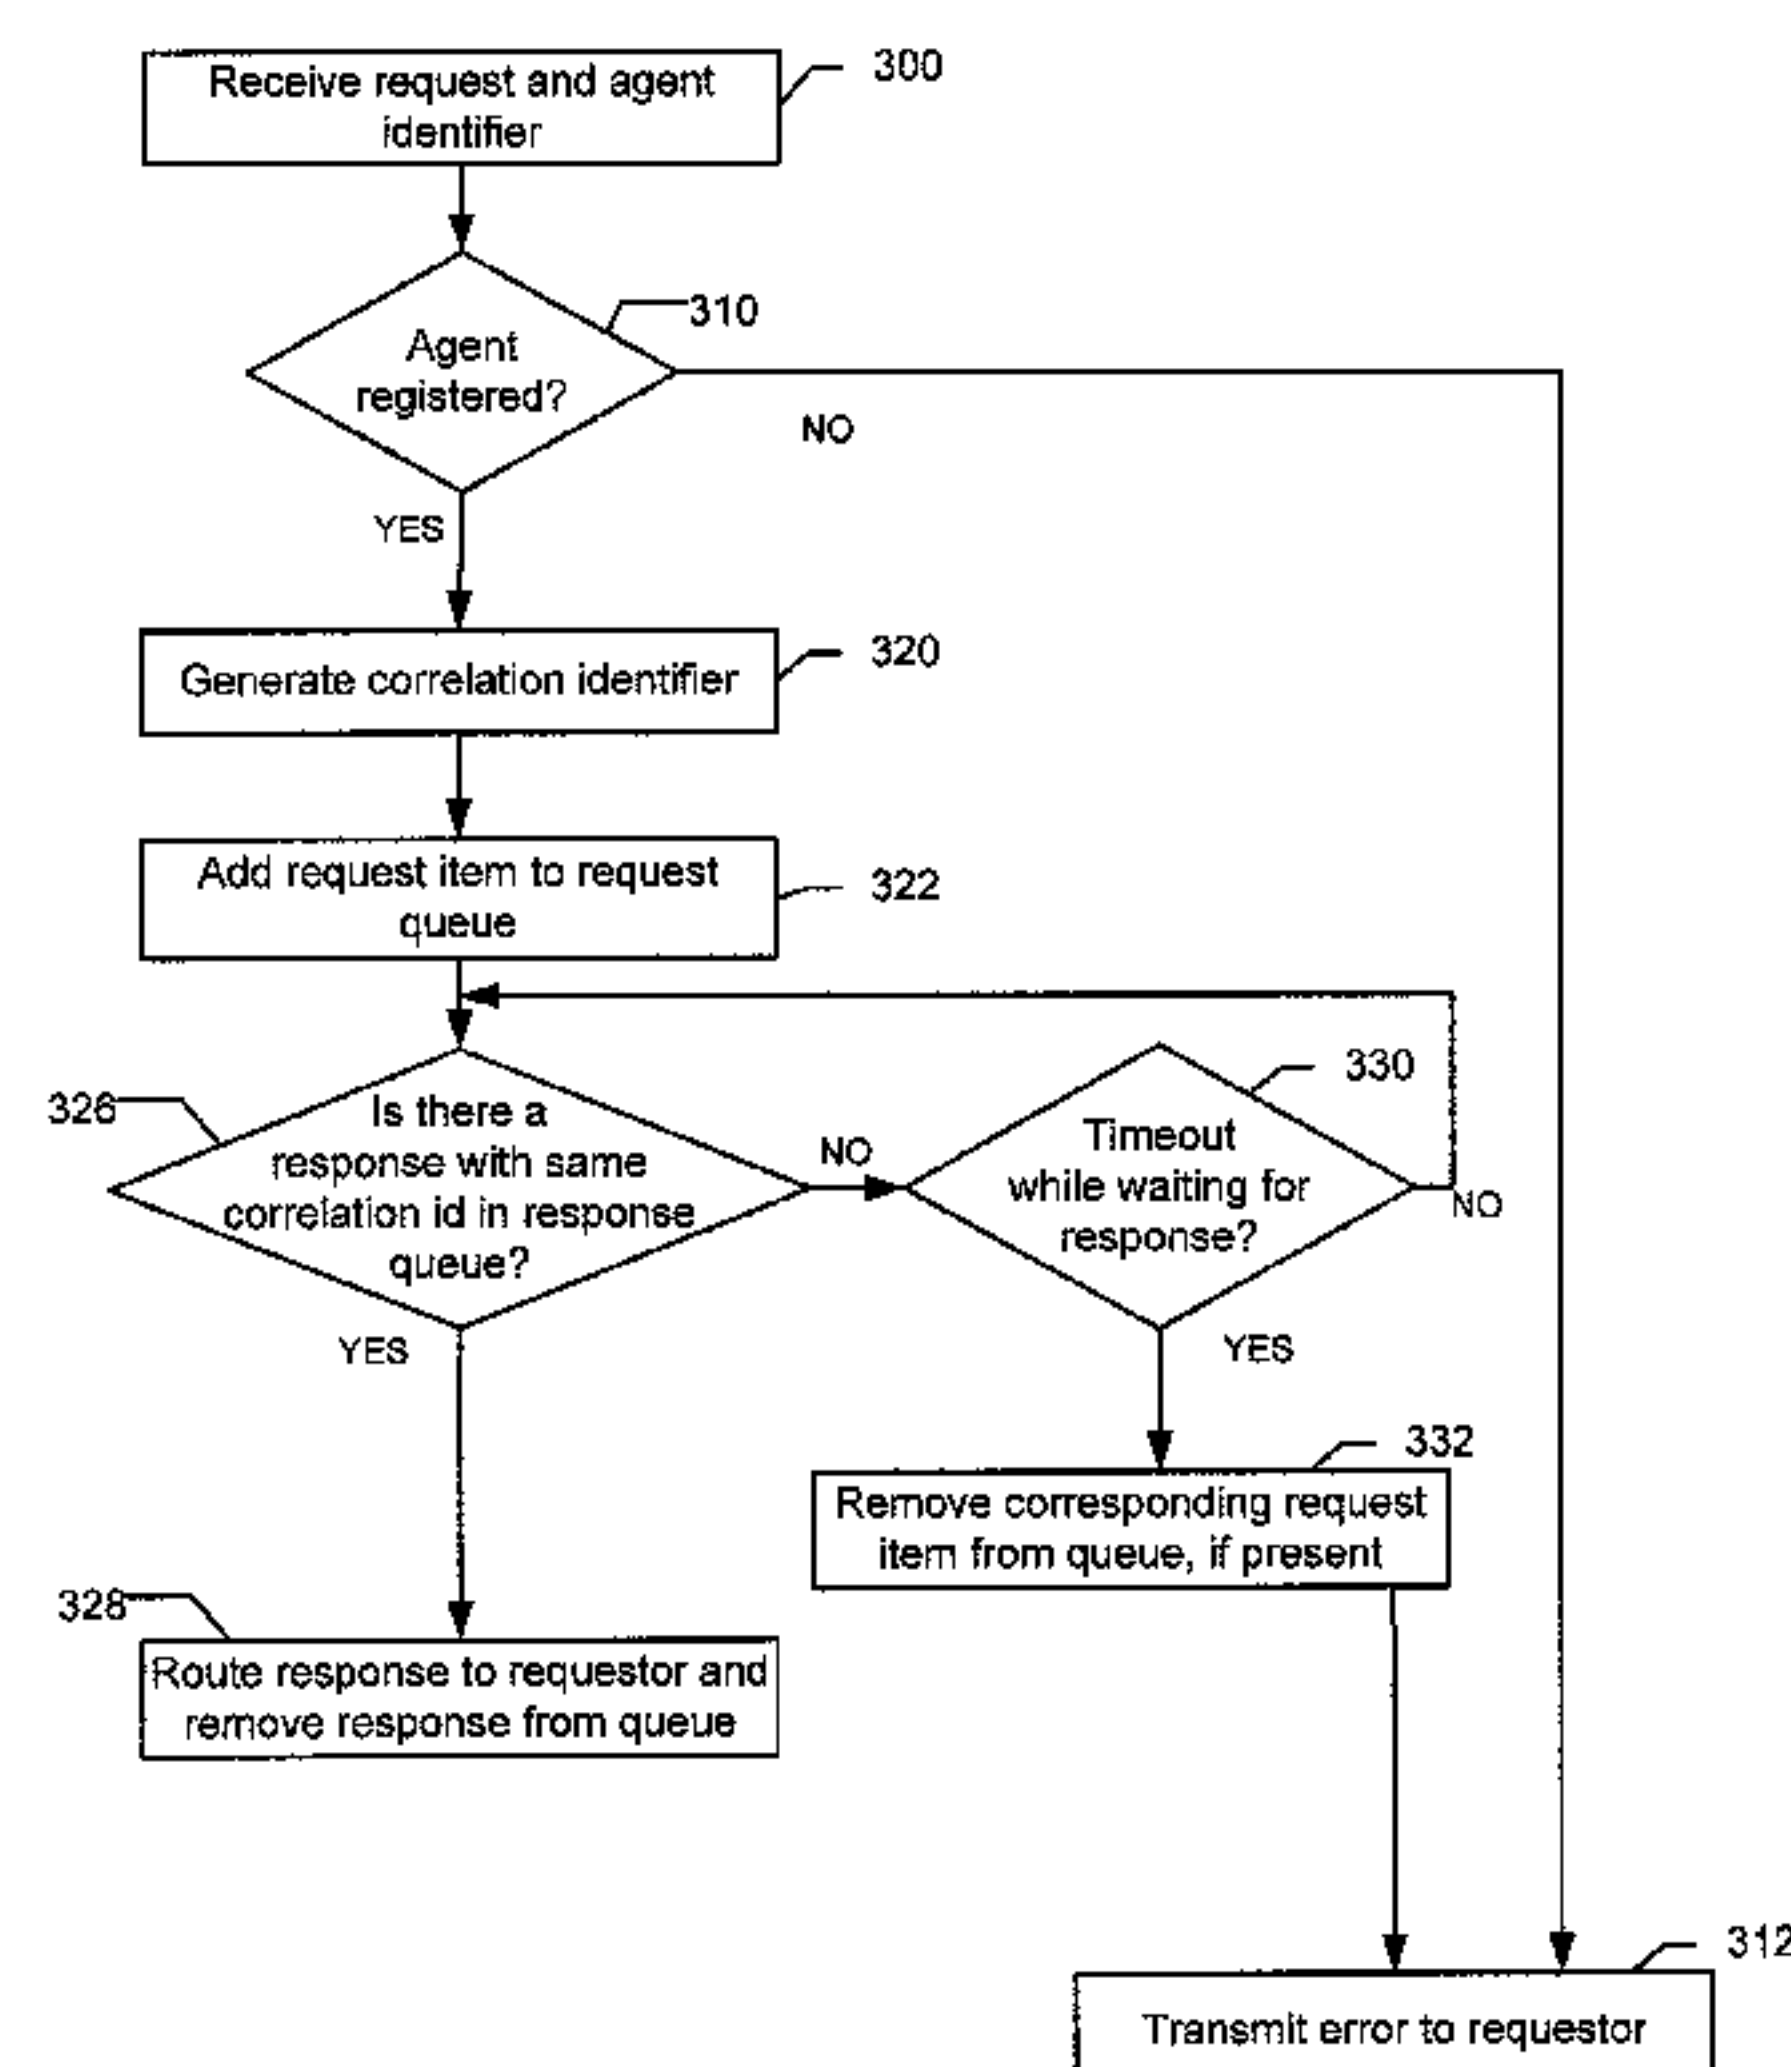 Receive request and agent
identifier
300
Agent
registered?
310
NO
YES
Generate correlation identifier
320
Add request item to request
queue
322
326
Is there a
response with same
correlation id in response
queue?
NO
Timeout
while waiting for
response?
330
NO
YES
YES
332
Remove corresponding request
item from queue, if present
328
Route response to requestor and
remove response from queue
312
Transmit error to requestor